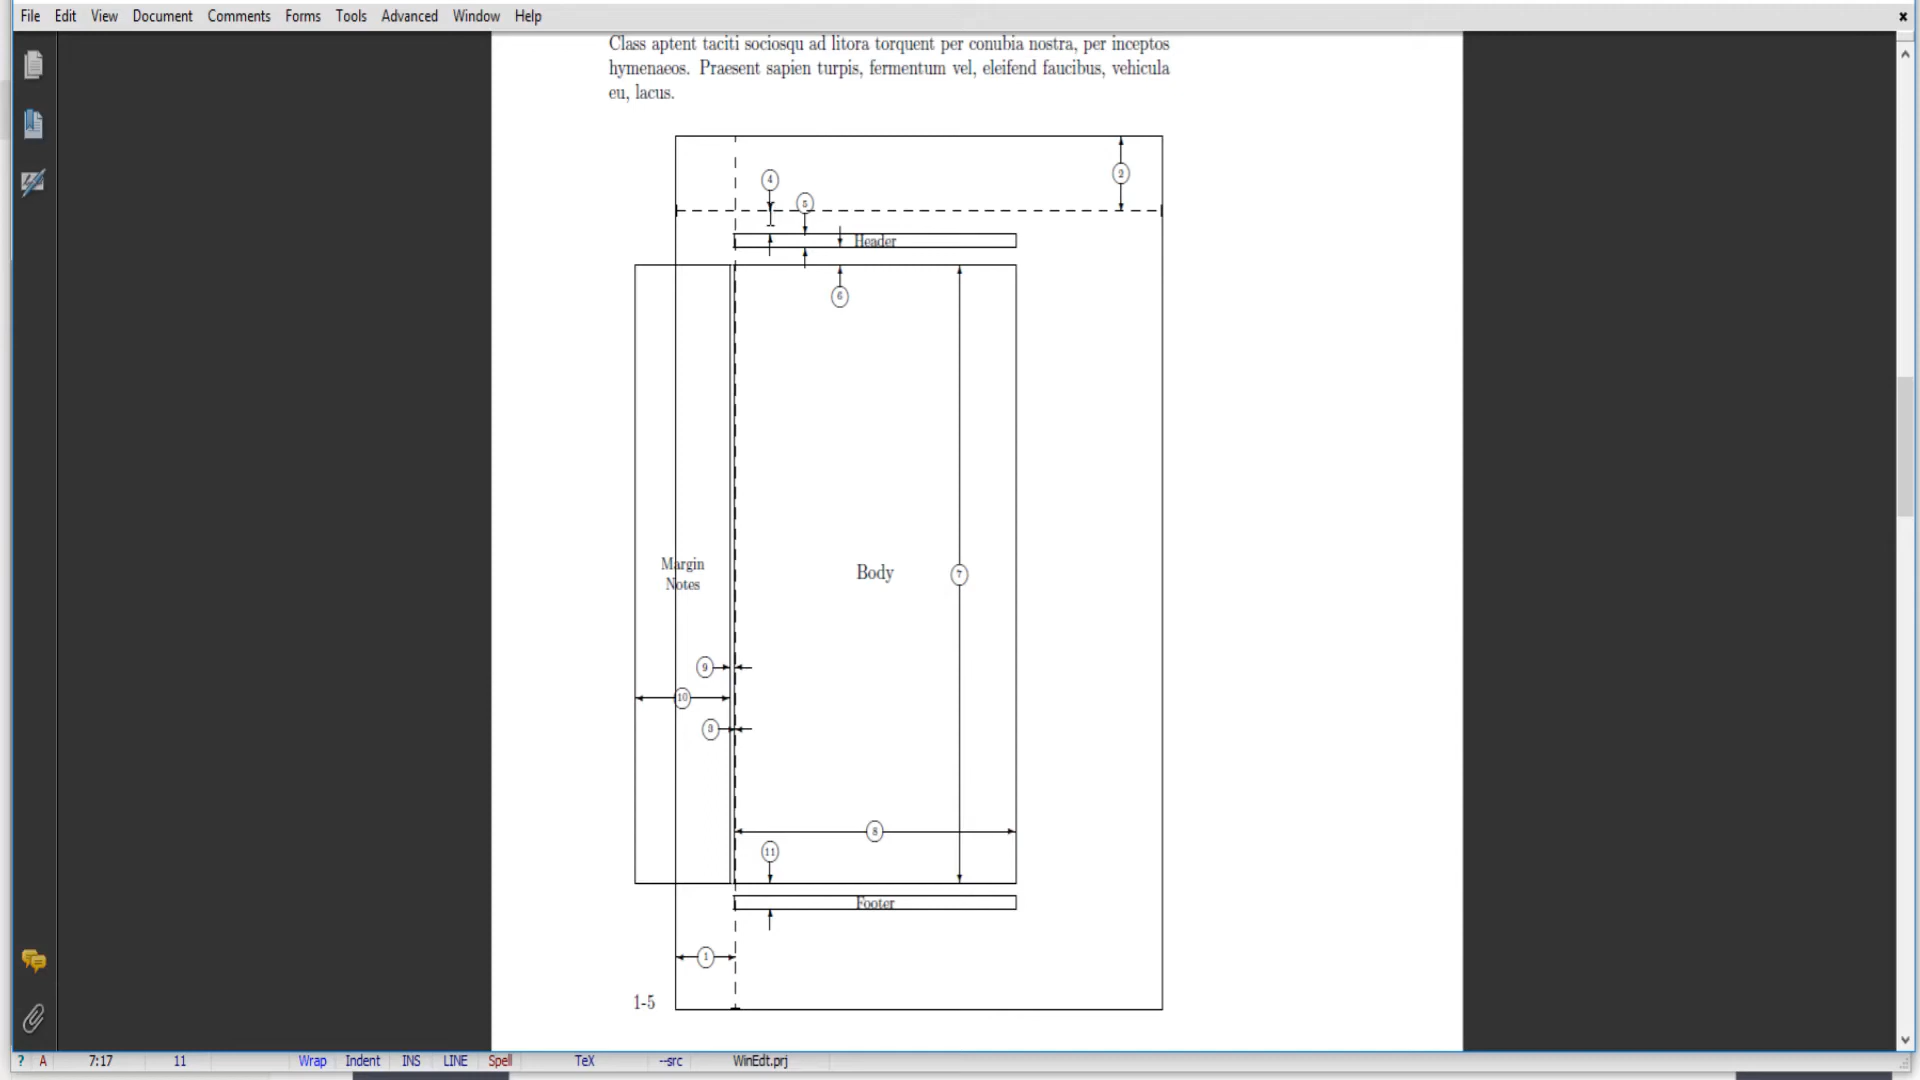 File Edit View Document Comments Forms Tools Advanced Window Help
Class aptent taciti sociosqu ad litora torquent per conubia nostra, per inceptos
hymenaeos. Praesent sapien turpis, fermentum vel, eleifend faucibus, vehicula
eu, lacus.
2
4
5
Header
6
Margin
Notes
Body
7
9
10
3
8
11
Footer
1
1-5
? A 7:17 11 Wrap Indent INS LINE Spell TeX --src WinEdt.prj